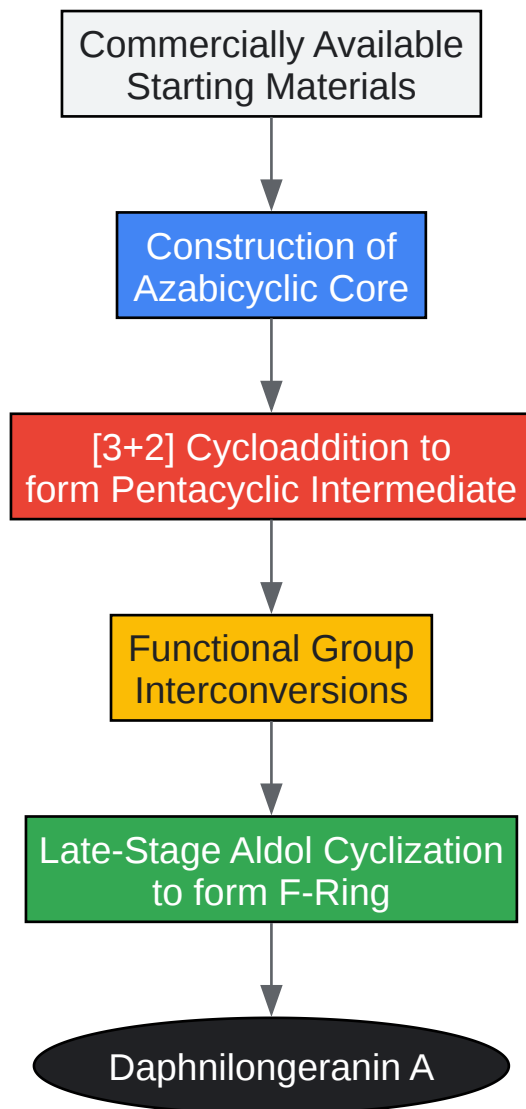 Commercially Available
Starting Materials
Construction of
Azabicyclic Core
[3+2] Cycloaddition to
form Pentacyclic Intermediate
Functional Group
Interconversions
Late-Stage Aldol Cyclization
to form F-Ring
Daphnilongeranin A